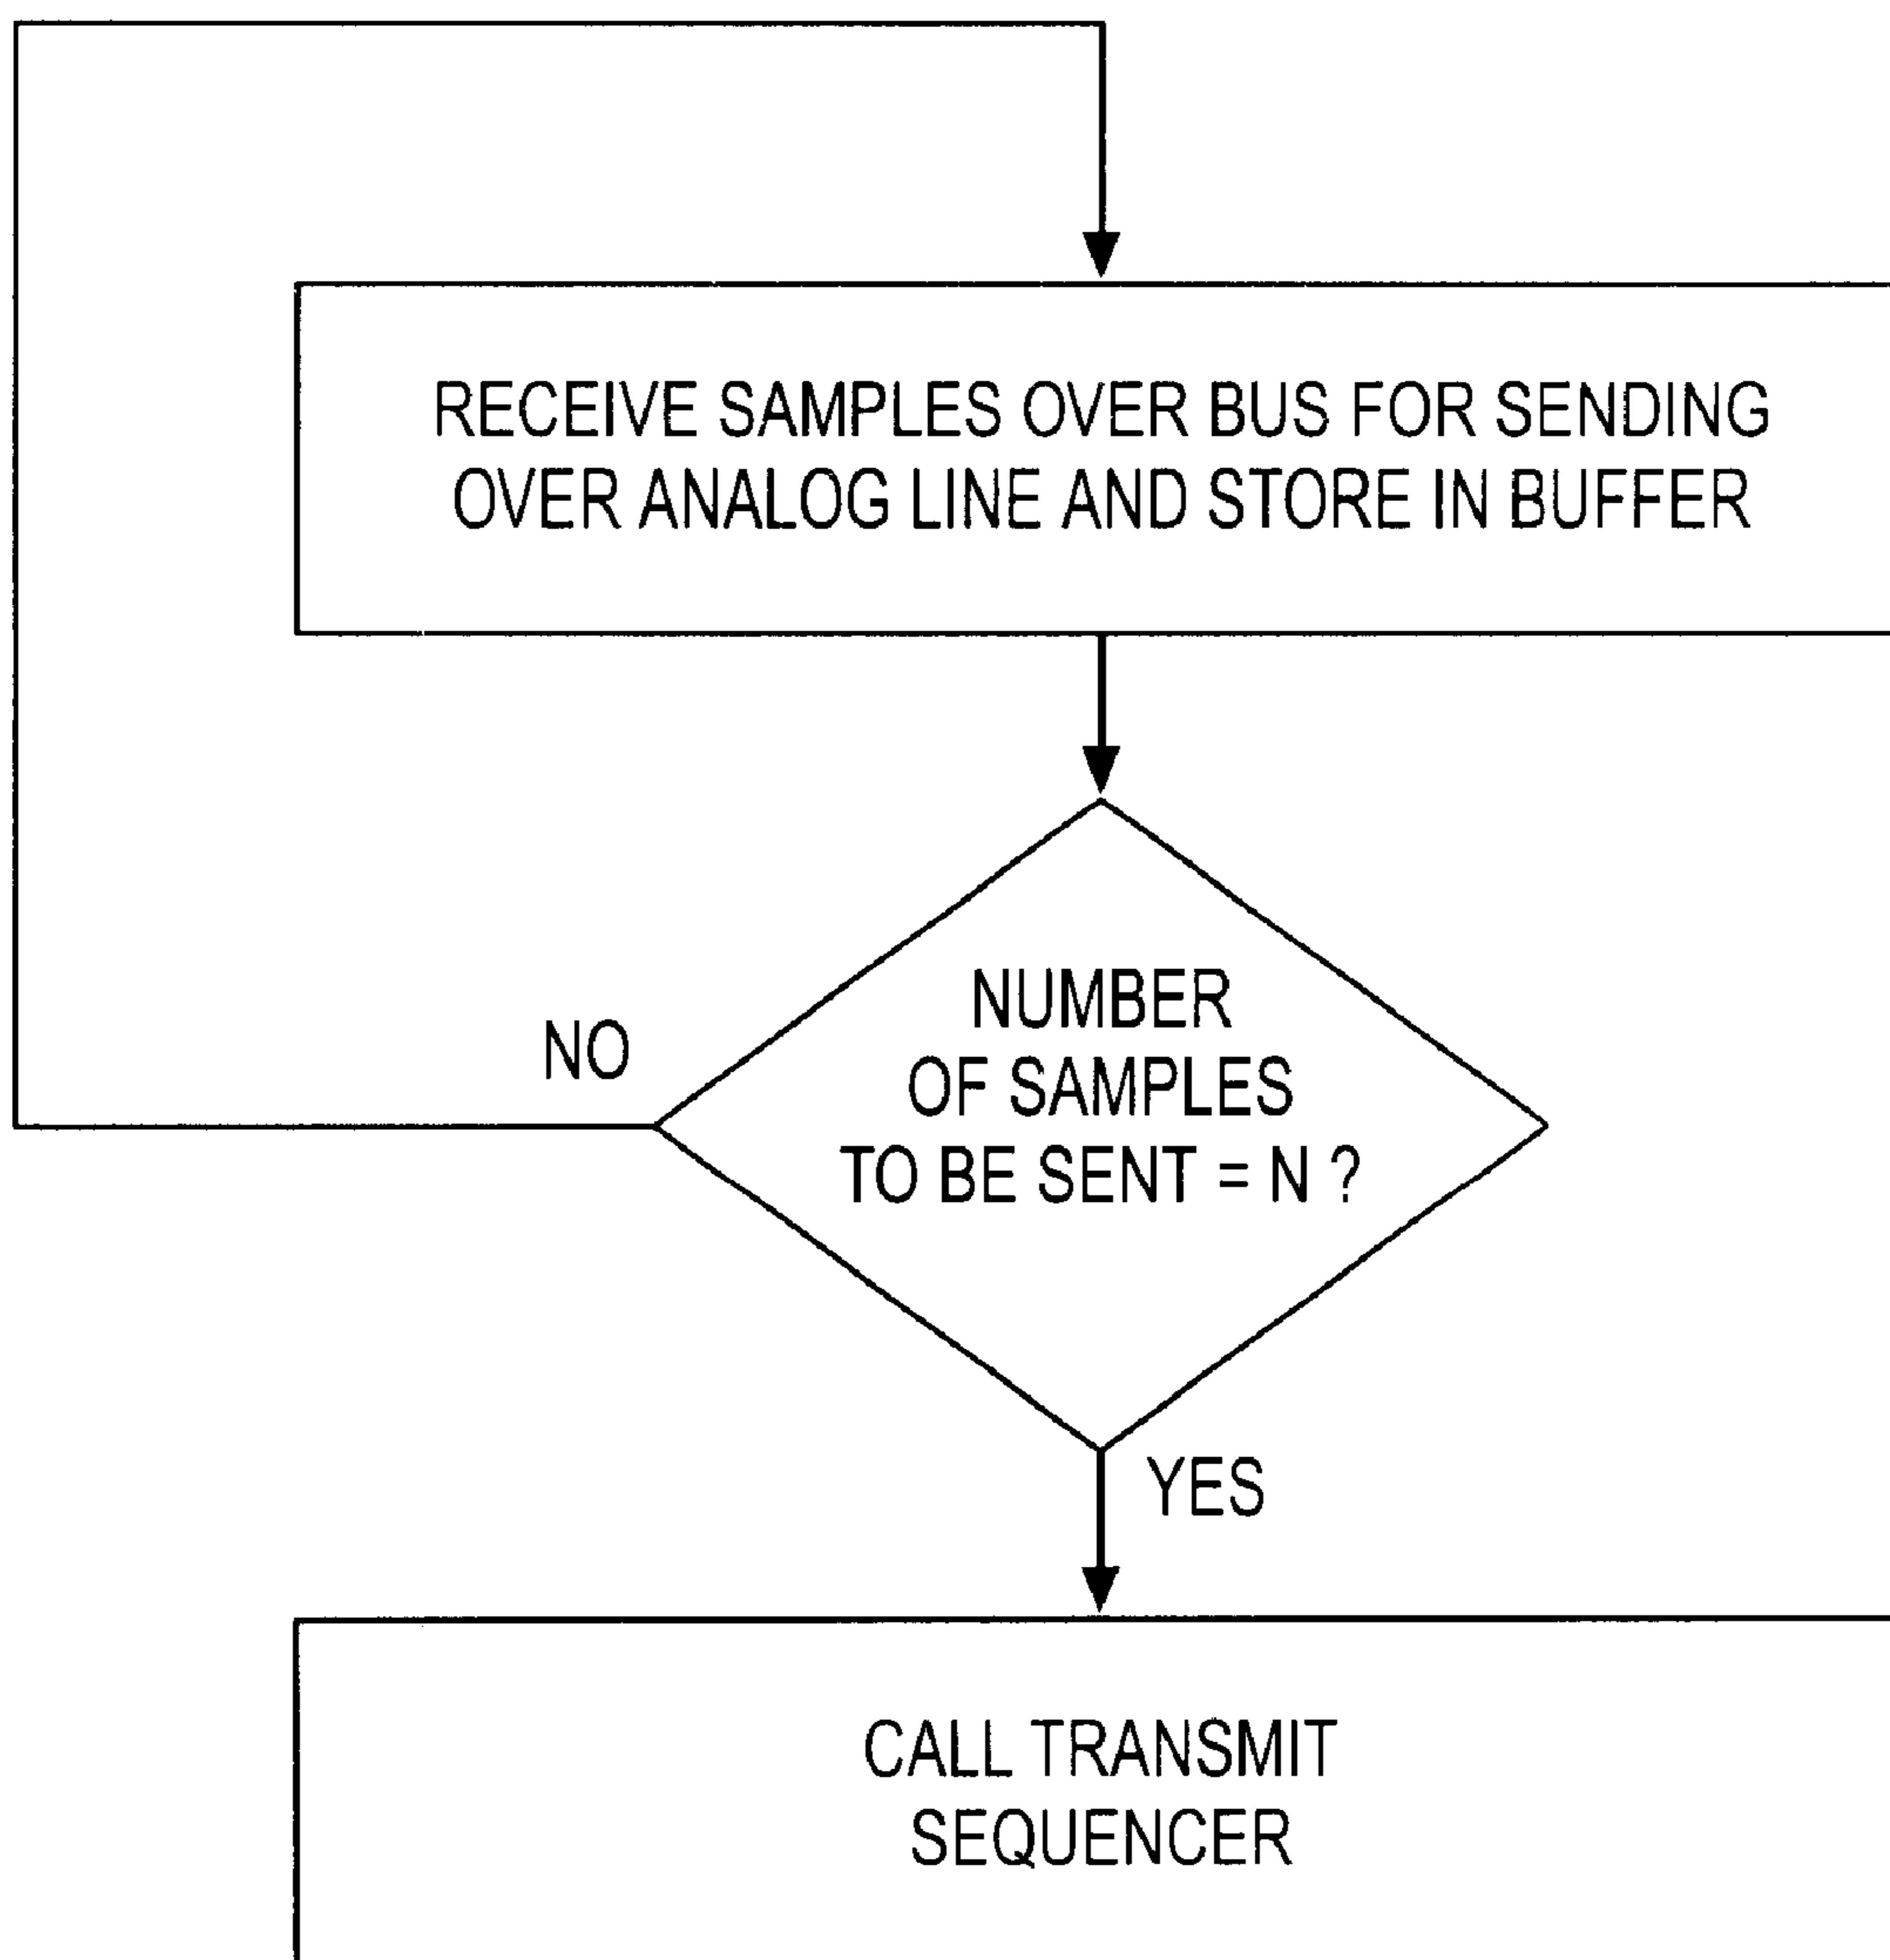 RECEIVE SAMPLES OVER BUS FOR SENDING
OVER ANALOG LINE AND STORE IN BUFFER
NUMBER
OF SAMPLES
TO BE SENT = N ?
NO
YES
CALL TRANSMIT
SEQUENCER